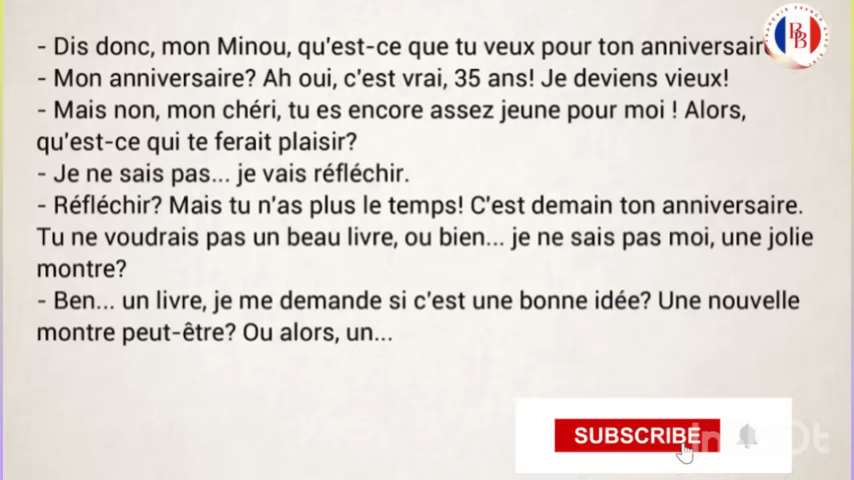 - Dis donc, mon Minou, qu'est-ce que tu veux pour ton
- Mon anniversaire? Ah oui, c'est vrai, 35 ans! Je deviens vieux!
- Mais non, mon chéri, tu es encore assez jeune pour moi ! Alors,
qu'est-ce qui te ferait plaisir?
- Je ne sais pas... je vais réfléchir.
- Réfléchir? Mais tu n'as plus le temps! C'est demain ton anniversaire.
Tu ne voudrais pas un beau livre, ou bien... je ne sais pas moi, une jolie
montre?
- Ben... un livre, je me demande si c'est une bonne idée? Une nouvelle
montre peut-être? Ou alors, un...
SUBSCRIBE